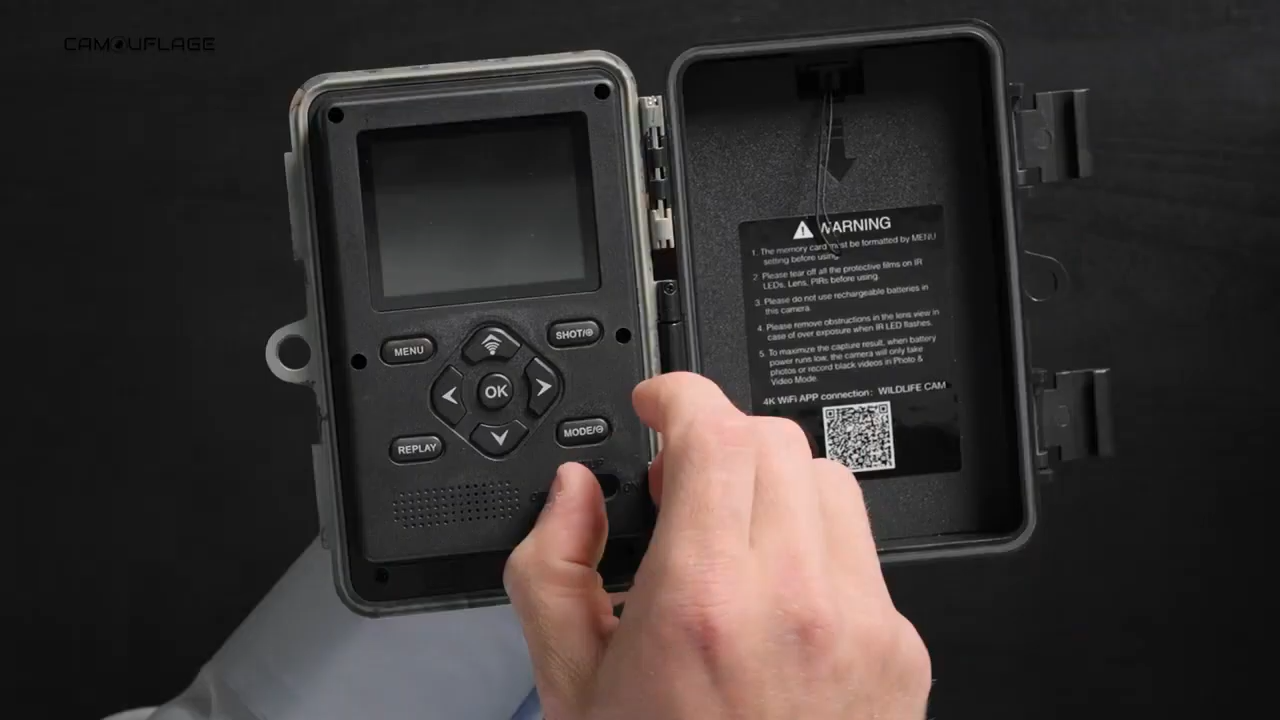 CAMOUFLAGE
MENU
SHOT/
OK
REPLAY
MODE/
ON
WARNING
1. The memory card must be formatted by MENU
setting before using.
2. Please tear off all the protective films on IR
LEDs, Lens, PIRs before using.
3. Please do not use rechargeable batteries in
this camera.
4. Please remove obstructions in the lens view in
case of over exposure when IR LED flashes.
5. To maximize the capture result, when battery
power runs low, the camera will only take
photos or record black videos in Photo &
Video Mode.
4K WiFi APP connection: WILDLIFE CAM